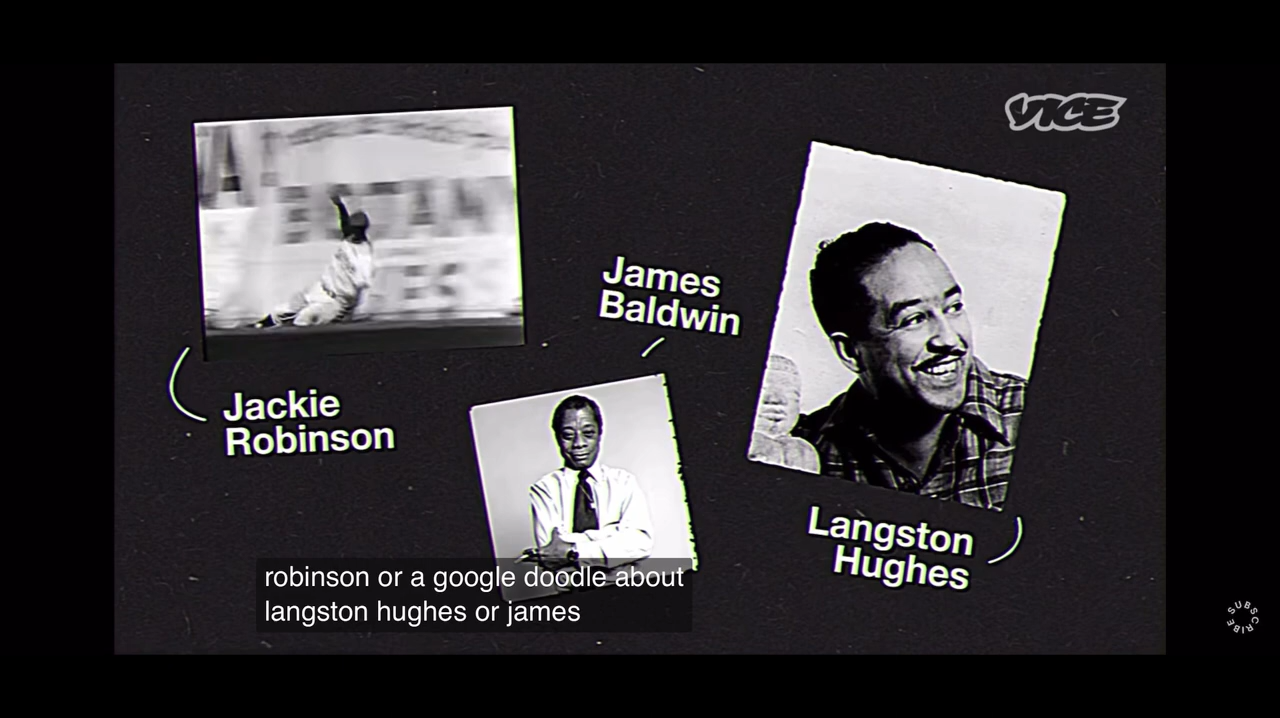 VICE
James
Baldwin
Jackie
Robinson
Langston
Hughes
robinson or a google doodle about
langston hughes or james
SUBSCRIBE